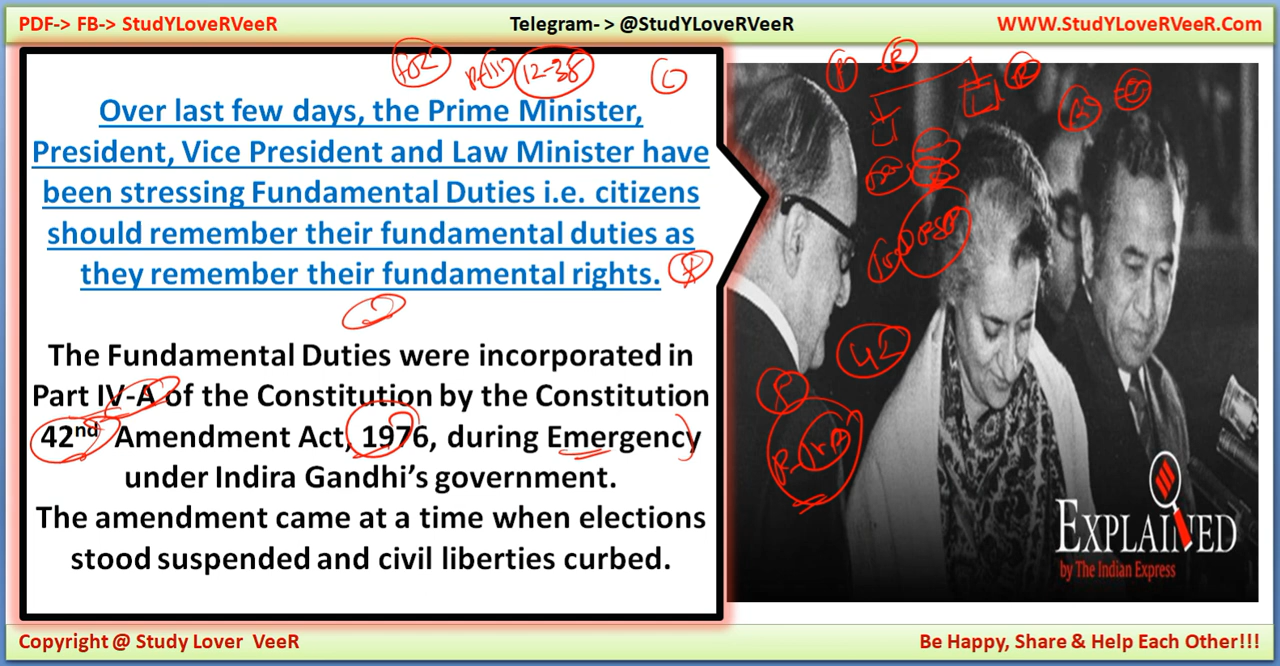 PDF-> FB-> StudYLoveRVeeR
Telegram- > @StudYLoveRVeeR
WWW.StudYLoveRVeeR.Com
12-35
Over last few days, the Prime Minister,
President, Vice President and Law Minister have
been stressing Fundamental Duties i.e. citizens
should remember their fundamental duties as
they remember their fundamental rights.
The Fundamental Duties were incorporated in
Part IV-A of the Constitution by the Constitution
42nd Amendment Act, 1976, during Emergency
under Indira Gandhi’s government.
The amendment came at a time when elections
stood suspended and civil liberties curbed.
42
EXPLAINED
by The Indian Express
Copyright @ Study Lover VeeR
Be Happy, Share & Help Each Other!!!